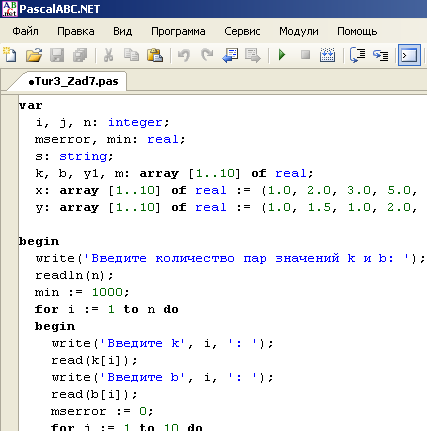 PascalABC.NET
Файл Правка Вид Программа Сервис Модули Помощь
•Tur3_Zad7.pas
var
i, j, n: integer;
mserror, min: real;
s: string;
k, b, y1, m: array [1..10] of real;
x: array [1..10] of real := (1.0, 2.0, 3.0, 5.0,
y: array [1..10] of real := (1.0, 1.5, 1.0, 2.0,
begin
write('Введите количество пар значений k и b: ');
readln(n);
min := 1000;
for i := 1 to n do
begin
write('Введите k', i, ': ');
read(k[i]);
write('Введите b', i, ': ');
read(b[i]);
mserror := 0;
for j := 1 to 10 do